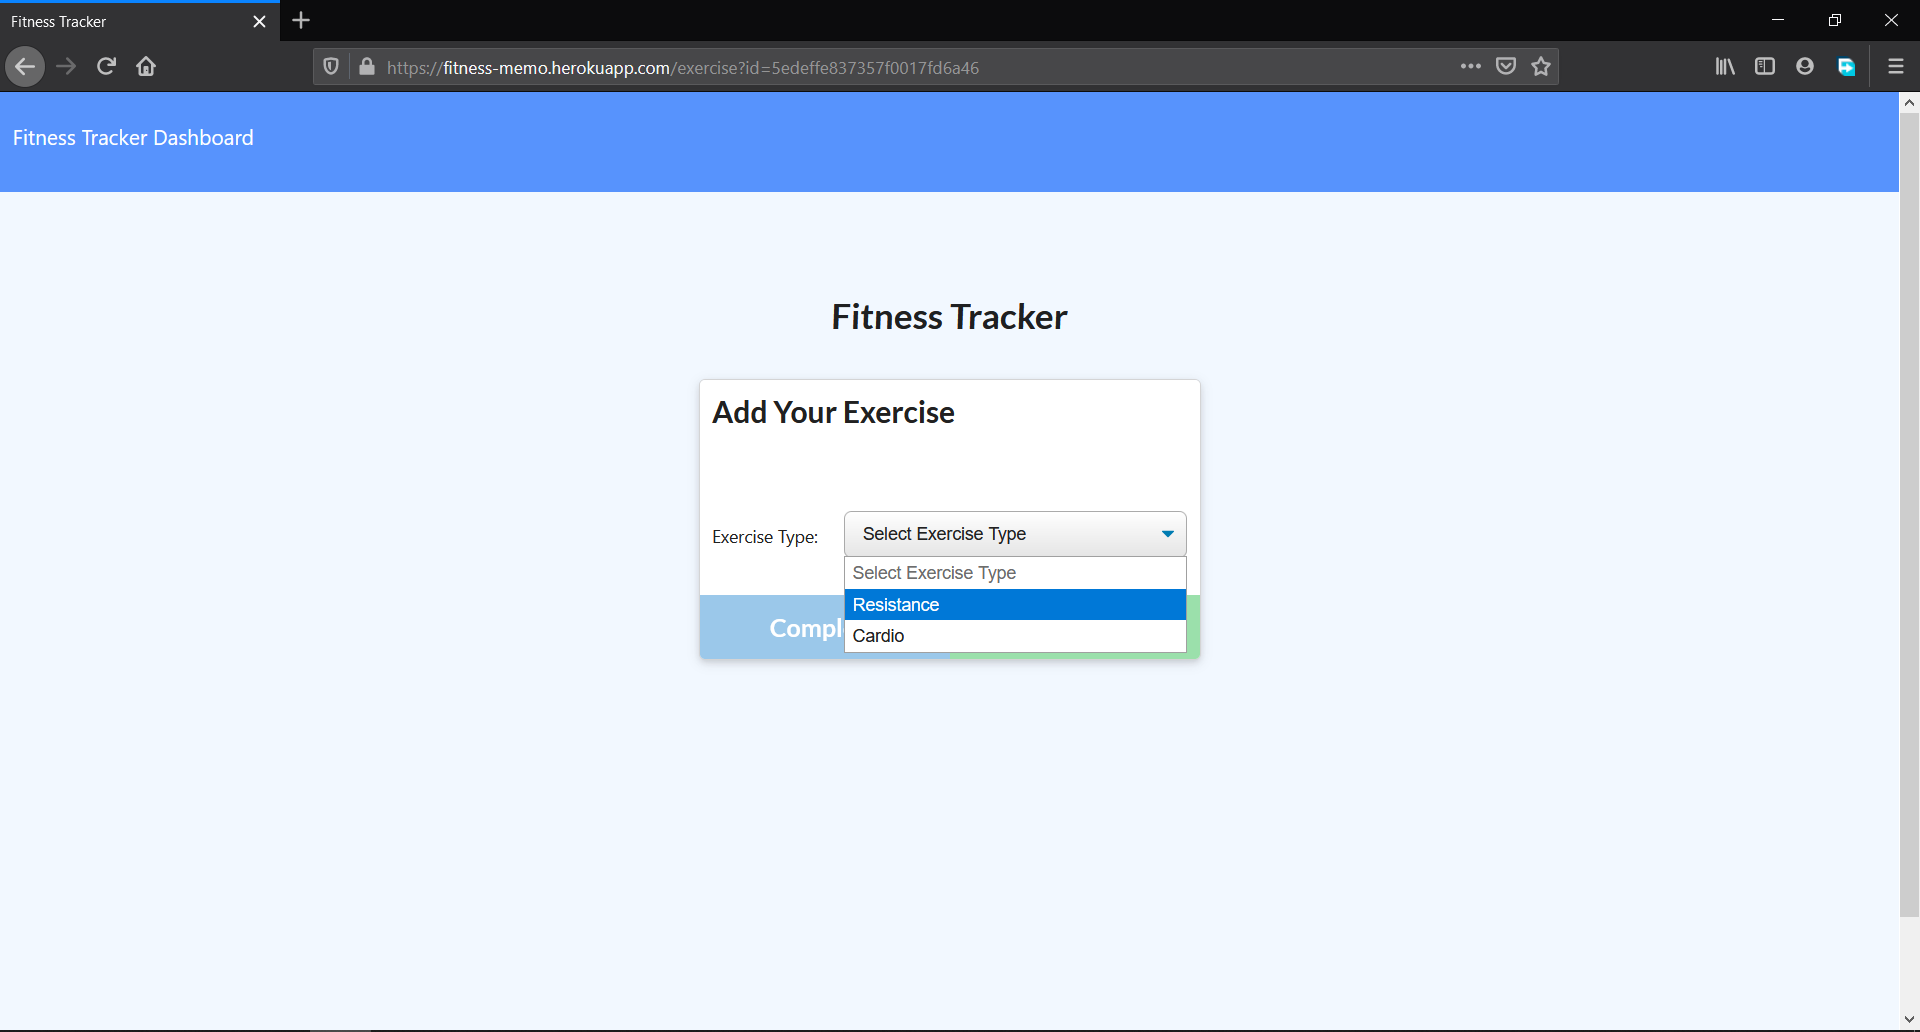 Fitness Tracker
https://fitness-memo.herokuapp.com/exercise?id=5edeffe837357f0017fd6a46
Fitness Tracker Dashboard
Fitness Tracker
Add Your Exercise
Exercise Type:
Select Exercise Type
Select Exercise Type
Resistance
Cardio